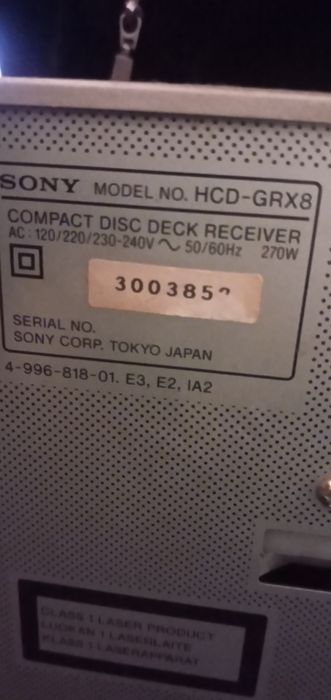 SONY MODEL NO. HCD-GRX8
COMPACT DISC DECK RECEIVER
AC : 120/220/230-240V ~ 50/60Hz 270W
SERIAL NO.
SONY CORP. TOKYO JAPAN
4-996-818-01. E3, E2, IA2
CLASS 1 LASER PRODUCT
LUOKAN 1 LASERLAITE
KLASS 1 LASERAPPARAT